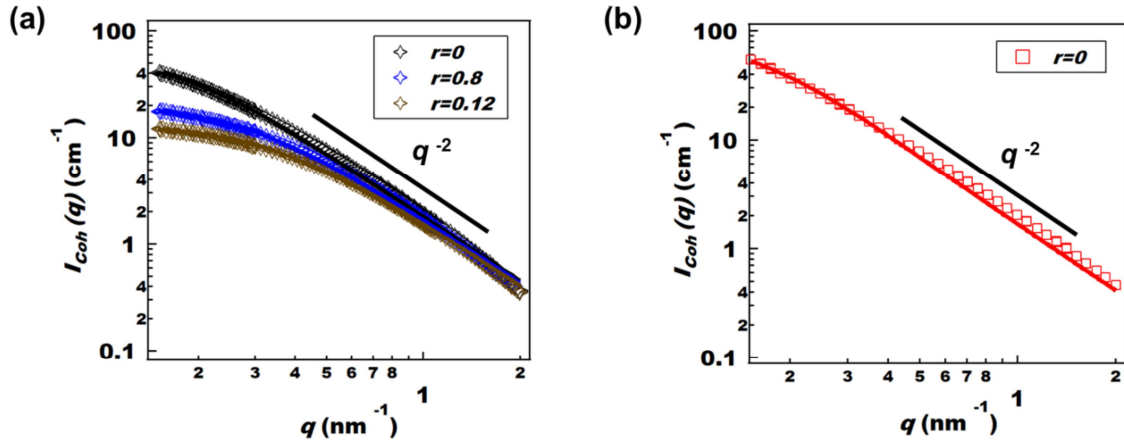 (a)
100
4
2
10
4
2
1
4
2
0.1
I_Coh (q) (cm⁻¹)
r=0
r=0.8
r=0.12
q⁻²
2 3 4 5 6 7 8 1 2
q (nm⁻¹)
(b)
100
4
2
10
4
2
1
4
2
0.1
I_Coh (q) (cm⁻¹)
r=0
q⁻²
2 3 4 5 6 7 8 1 2
q (nm⁻¹)